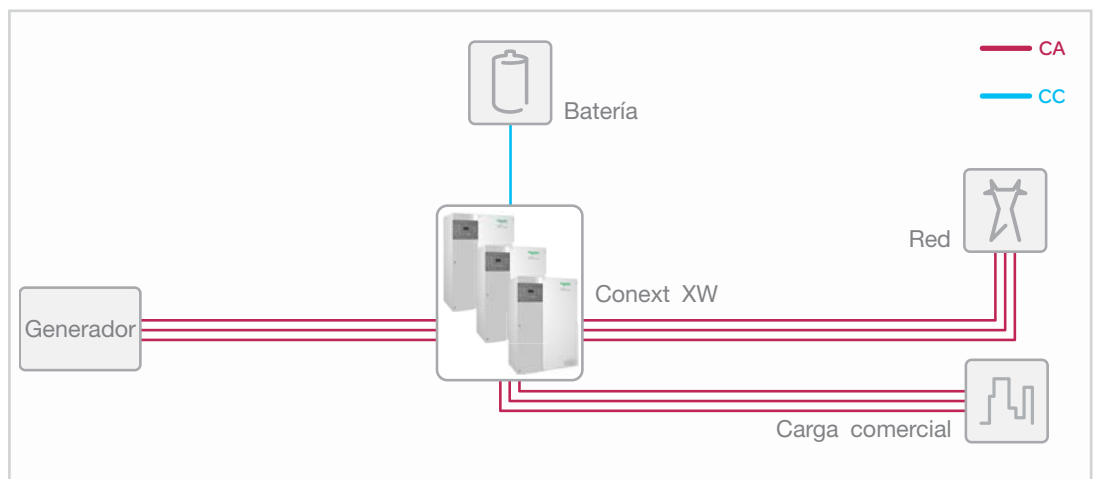 CA
CC
Batería
Red
Conext XW
Generador
Carga comercial